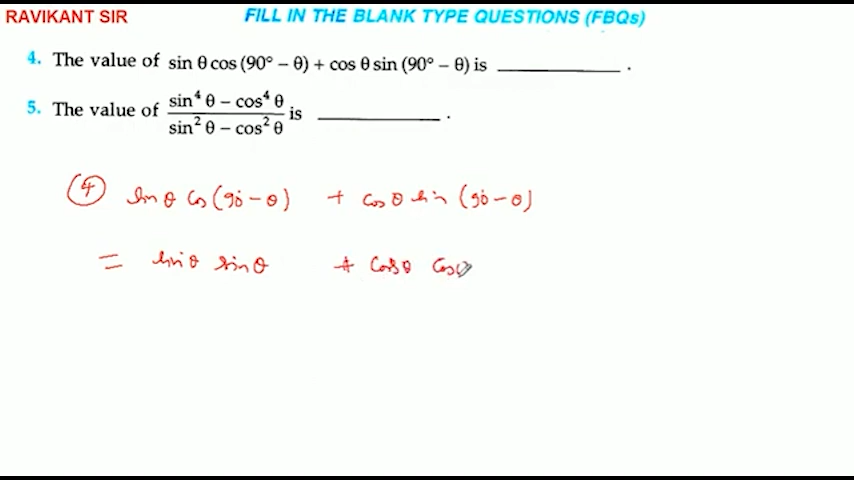 RAVIKANT SIR FILL IN THE BLANK TYPE QUESTIONS (FBQs)
4. The value of sin θ cos (90° – θ) + cos θ sin (90° – θ) is ____________ .
5. The value of (sin⁴ θ – cos⁴ θ)/(sin² θ – cos² θ) is ____________ .
④ sin θ cos (90° – θ) + cos θ sin (90° – θ)
= sin θ sin θ + cos θ cos θ